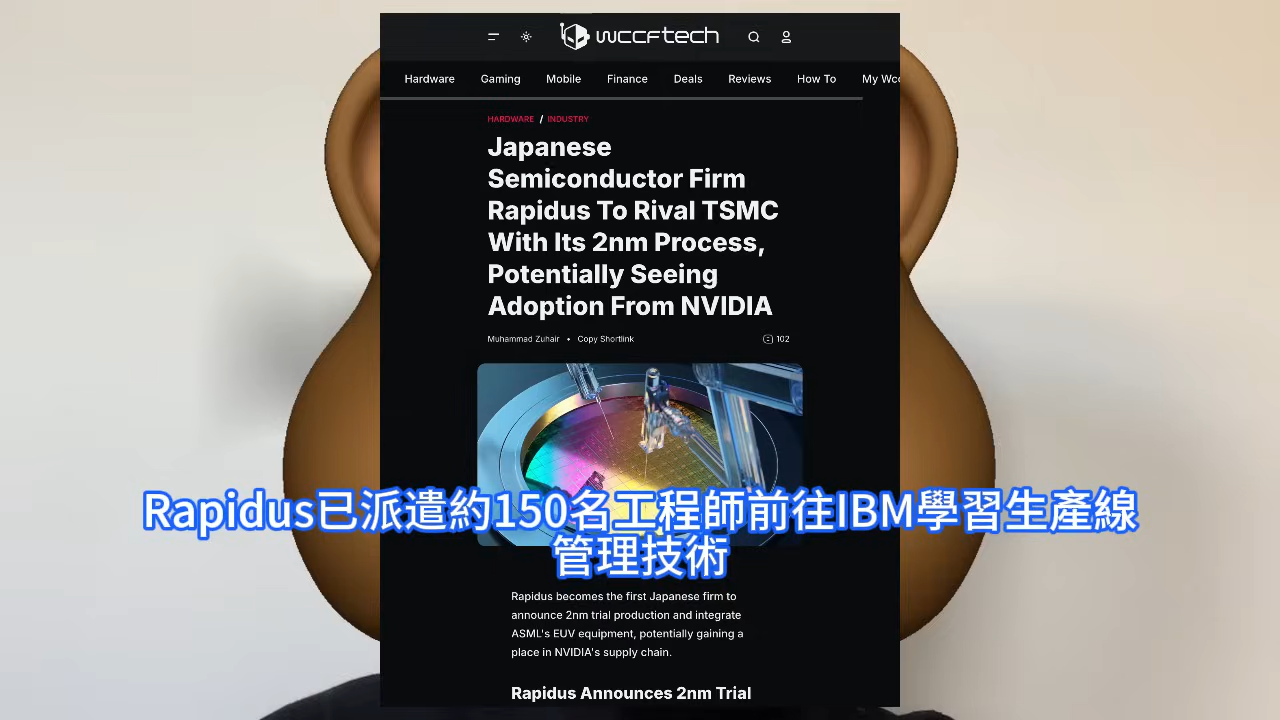 wccftech
Hardware Gaming Mobile Finance Deals Reviews How To My Wcc
HARDWARE / INDUSTRY
Japanese
Semiconductor Firm
Rapidus To Rival TSMC
With Its 2nm Process,
Potentially Seeing
Adoption From NVIDIA
Muhammad Zuhair • Copy Shortlink 102
Rapidus已派遣約150名工程師前往IBM學習生產線
管理技術
Rapidus becomes the first Japanese firm to
announce 2nm trial production and integrate
ASML's EUV equipment, potentially gaining a
place in NVIDIA's supply chain.
Rapidus Announces 2nm Trial